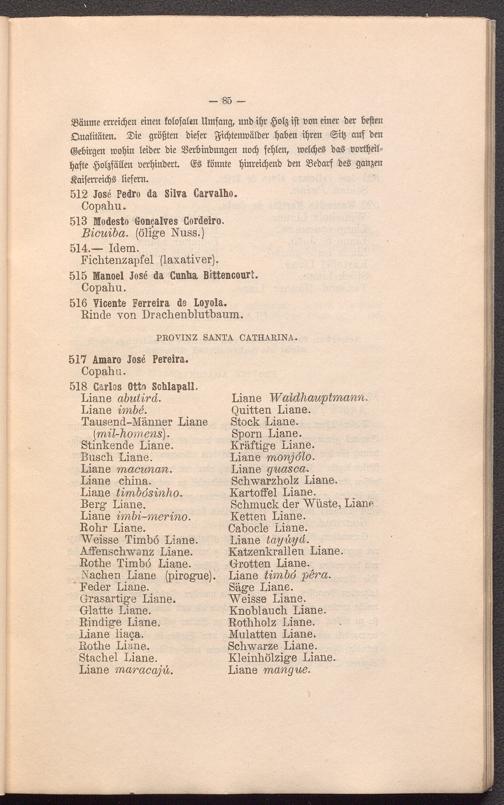 — 85 —
Bäume erreichen einen kolosalen Umfang, und ihr Holz ist von einer der besten
Qualitäten. Die größten dieser Fichtenwälder haben ihren Sitz auf den
Gebirgen wohin leider die Verbindungen noch fehlen, welches das vortheil-
hafte Holzfällen verhindert. Es könnte hinreichend den Bedarf des ganzen
Kaiserreichs liefern.
512 José Pedro da Silva Carvalho.
Copahu.
513 Modesto Gonçalves Cordeiro.
Bicuiba. (ölige Nuss.)
514.— Idem.
Fichtenzapfel (laxativer).
515 Manoel José da Cunha Bittencourt.
Copahu.
516 Vicente Ferreira de Loyola.
Rinde von Drachenblutbaum.
PROVINZ SANTA CATHARINA.
517 Amaro José Pereira.
Copahu.
518 Carlos Otto Schlapall.
Liane abutirá.
Liane imbé.
Tausend-Männer Liane
(mil-homens).
Stinkende Liane.
Busch Liane.
Liane macunan.
Liane china.
Liane timbósinho.
Berg Liane.
Liane imbi-merino.
Rohr Liane.
Weisse Timbó Liane.
Affenschwanz Liane.
Rothe Timbó Liane.
Nachen Liane (pirogue).
Feder Liane.
Grasartige Liane.
Glatte Liane.
Rindige Liane.
Liane liaça.
Rothe Liane.
Stachel Liane.
Liane maracajú.
Liane Waldhauptmann.
Quitten Liane.
Stock Liane.
Sporn Liane.
Kräftige Liane.
Liane monjólo.
Liane guasca.
Schwarzholz Liane.
Kartoffel Liane.
Schmuck der Wüste, Liane
Ketten Liane.
Cabocle Liane.
Liane tayúyá.
Katzenkrallen Liane.
Grotten Liane.
Liane timbó péra.
Säge Liane.
Weisse Liane.
Knoblauch Liane.
Rothholz Liane.
Mulatten Liane.
Schwarze Liane.
Kleinhölzige Liane.
Liane mangue.